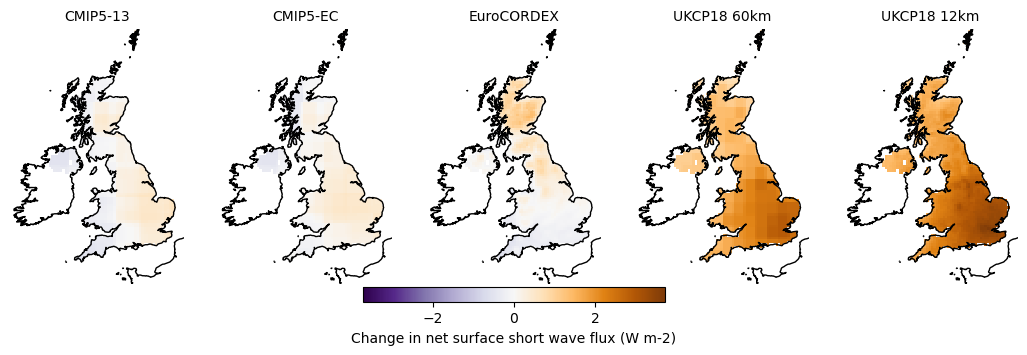 CMIP5-13 CMIP5-EC EuroCORDEX UKCP18 60km UKCP18 12km
−2 0 2
Change in net surface short wave flux (W m-2)